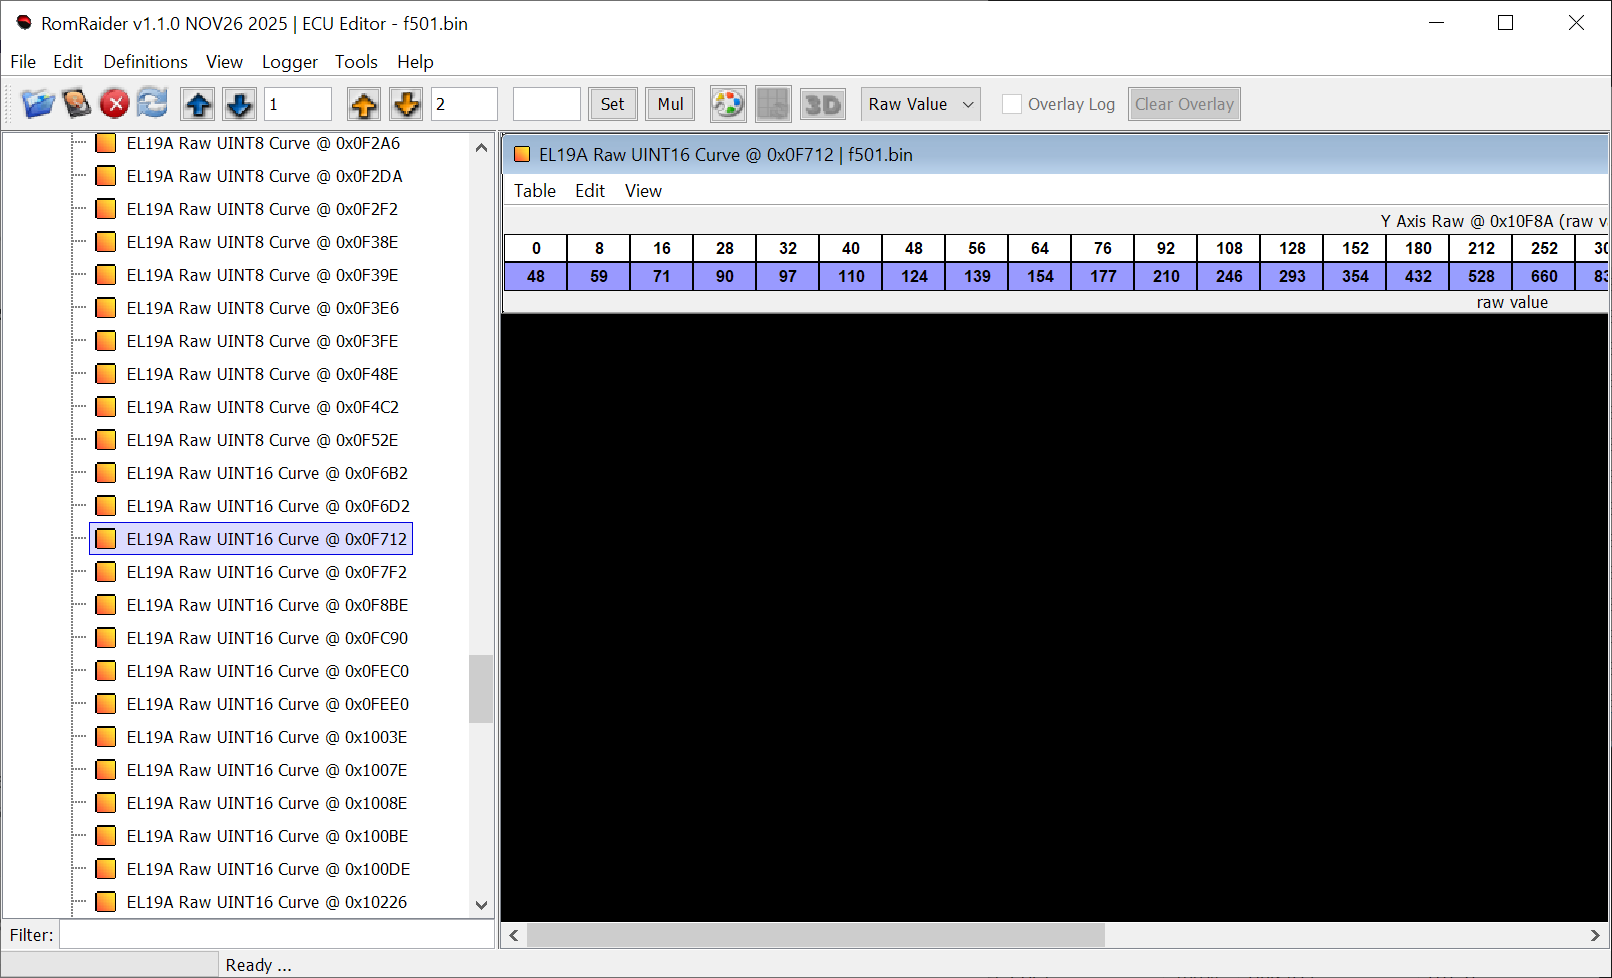 RomRaider v1.1.0 NOV26 2025 | ECU Editor - f501.bin
File Edit Definitions View Logger Tools Help
1 2 Set Mul 3D Raw Value Overlay Log Clear Overlay
EL19A Raw UINT8 Curve @ 0x0F2A6
EL19A Raw UINT8 Curve @ 0x0F2DA
EL19A Raw UINT8 Curve @ 0x0F2F2
EL19A Raw UINT8 Curve @ 0x0F38E
EL19A Raw UINT8 Curve @ 0x0F39E
EL19A Raw UINT8 Curve @ 0x0F3E6
EL19A Raw UINT8 Curve @ 0x0F3FE
EL19A Raw UINT8 Curve @ 0x0F48E
EL19A Raw UINT8 Curve @ 0x0F4C2
EL19A Raw UINT8 Curve @ 0x0F52E
EL19A Raw UINT16 Curve @ 0x0F6B2
EL19A Raw UINT16 Curve @ 0x0F6D2
EL19A Raw UINT16 Curve @ 0x0F712
EL19A Raw UINT16 Curve @ 0x0F7F2
EL19A Raw UINT16 Curve @ 0x0F8BE
EL19A Raw UINT16 Curve @ 0x0FC90
EL19A Raw UINT16 Curve @ 0x0FEC0
EL19A Raw UINT16 Curve @ 0x0FEE0
EL19A Raw UINT16 Curve @ 0x1003E
EL19A Raw UINT16 Curve @ 0x1007E
EL19A Raw UINT16 Curve @ 0x1008E
EL19A Raw UINT16 Curve @ 0x100BE
EL19A Raw UINT16 Curve @ 0x100DE
EL19A Raw UINT16 Curve @ 0x10226
Filter:
EL19A Raw UINT16 Curve @ 0x0F712 | f501.bin
Table Edit View
Y Axis Raw @ 0x10F8A (raw
0 8 16 28 32 40 48 56 64 76 92 108 128 152 180 212 252
48 59 71 90 97 110 124 139 154 177 210 246 293 354 432 528 660
raw value
Ready ...